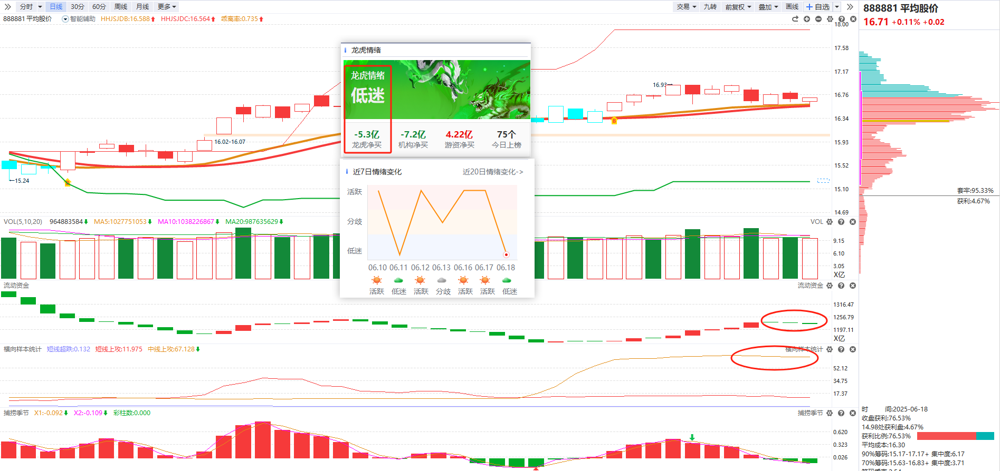 分时 日线 30分 60分 周线 月线 更多 交易 九转 前复权 叠加 画线 自选
888881 平均股价
16.71 +0.11% +0.02
888881 平均股价 智能辅助 HHJSJDB:16.588 HHJSJDC:16.564 乖离率:0.735
18.00
17.58
17.17
16.76
16.34
15.93
15.52
15.10
14.69
16.02-16.07
←15.24
16.93
龙虎情绪
龙虎情绪
低迷
-5.3亿 -7.2亿 4.22亿 75个
龙虎净买 机构净买 游资净买 今日上榜
近7日情绪变化 近20日情绪变化->
活跃
分歧
低迷
06.10 06.11 06.12 06.13 06.16 06.17 06.18
活跃 低迷 活跃 分歧 活跃 活跃 低迷
套牢:95.33%
获利:4.67%
VOL(5,10,20) 964883584 MA5:1027751053 MA10:1038226867 MA20:987635629 VOL
9.15
6.10
3.05
X亿
流动资金 流动资金
1316.47
1256.79
1197.11
X亿
横向样本统计 短线超跌:0.132 短线上攻:11.975 中线上攻:67.128 横向样本统计
52.12
34.75
17.37
捕捞季节 X1:-0.092 X2:-0.109 彩柱数:0.000 捕捞季节
0.620
0.323
0.026
时 间:2025-06-18
收盘获利:76.53%
14.98处获利盘:4.67%
获利比例:76.53%
平均成本:16.30
90%筹码:15.17-17.17+ 集中度:6.17
70%筹码:15.63-16.83+ 集中度:3.71